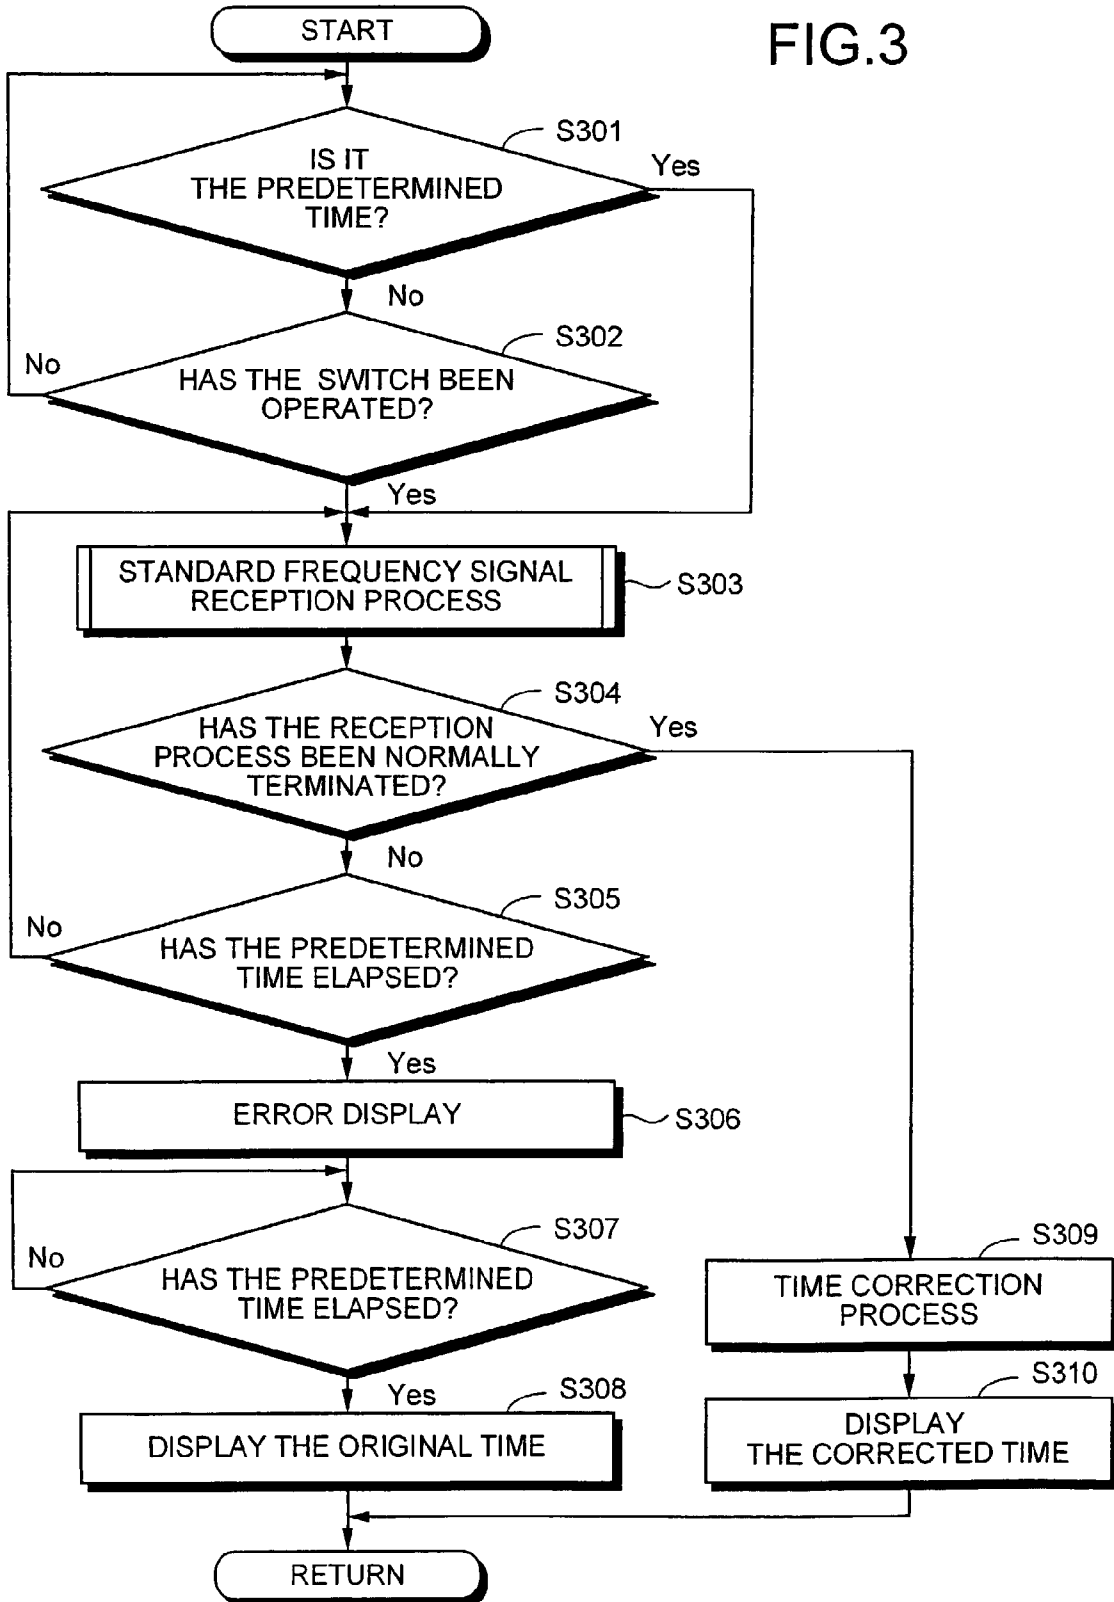 START
FIG.3
S301
IS IT
THE PREDETERMINED
TIME?
Yes
No
S302
No
HAS THE SWITCH BEEN
OPERATED?
Yes
STANDARD FREQUENCY SIGNAL
RECEPTION PROCESS
S303
S304
HAS THE RECEPTION
PROCESS BEEN NORMALLY
TERMINATED?
Yes
No
S305
No
HAS THE PREDETERMINED
TIME ELAPSED?
Yes
ERROR DISPLAY
S306
S307
No
HAS THE PREDETERMINED
TIME ELAPSED?
Yes
S308
DISPLAY THE ORIGINAL TIME
S309
TIME CORRECTION
PROCESS
S310
DISPLAY
THE CORRECTED TIME
RETURN